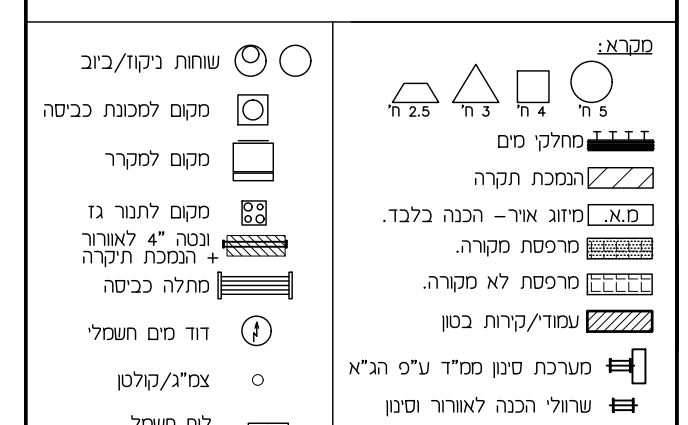 מקרא:
5 ח' 4 ח' 3 ח' 2.5 ח'
מחלקי מים
הנמכת תקרה
מ.א. מיזוג אויר– הכנה בלבד.
מרפסת מקורה.
מרפסת לא מקורה.
עמודי/קירות בטון
מערכת סינון ממ"ד ע"פ הג"א
שרוולי הכנה לאוורור וסינון
שוחות ניקוז/ביוב
מקום למכונת כביסה
מקום למקרר
מקום לתנור גז
ונטה "4 לאוורור
+ הנמכת תיקרה
מתלה כביסה
דוד מים חשמלי
צמ"ג/קולטן
לוח חשמל